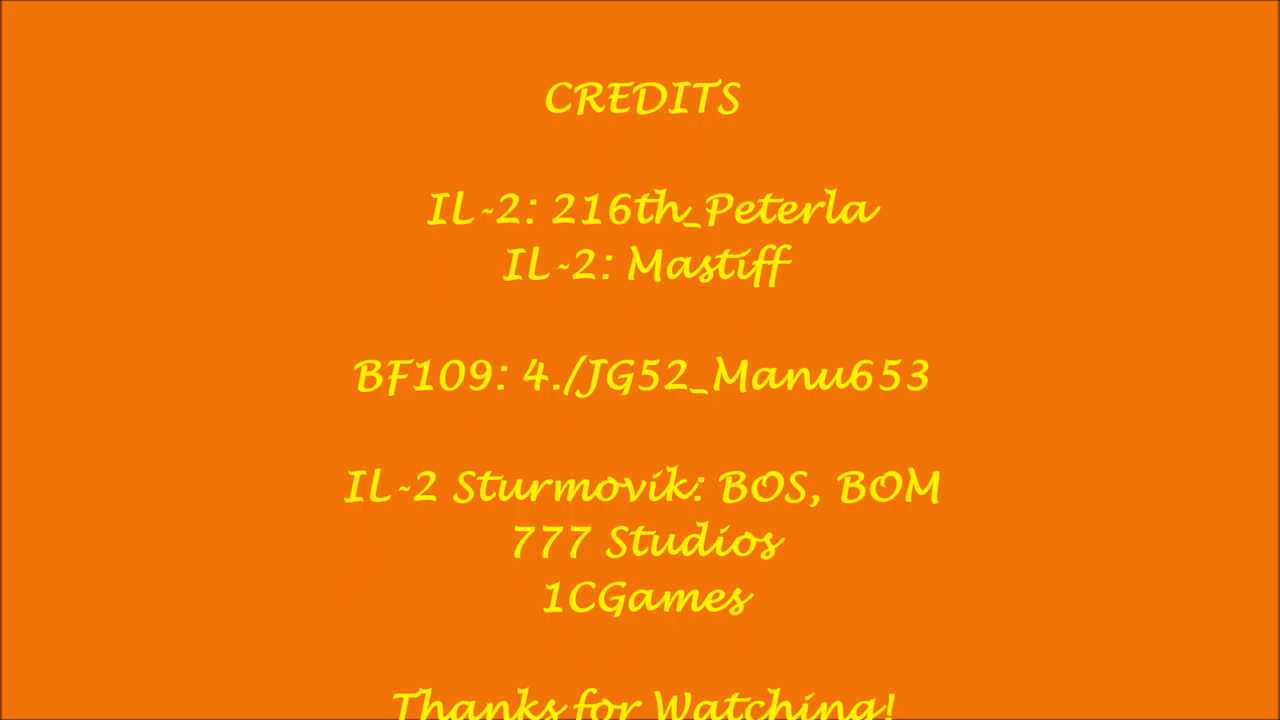 CREDITS
IL-2: 216th_Peterla
IL-2: Mastiff
BF109: 4./JG52_Manu653
IL-2 Sturmovik: BOS, BOM
777 Studios
1CGames
Thanks for Watching!